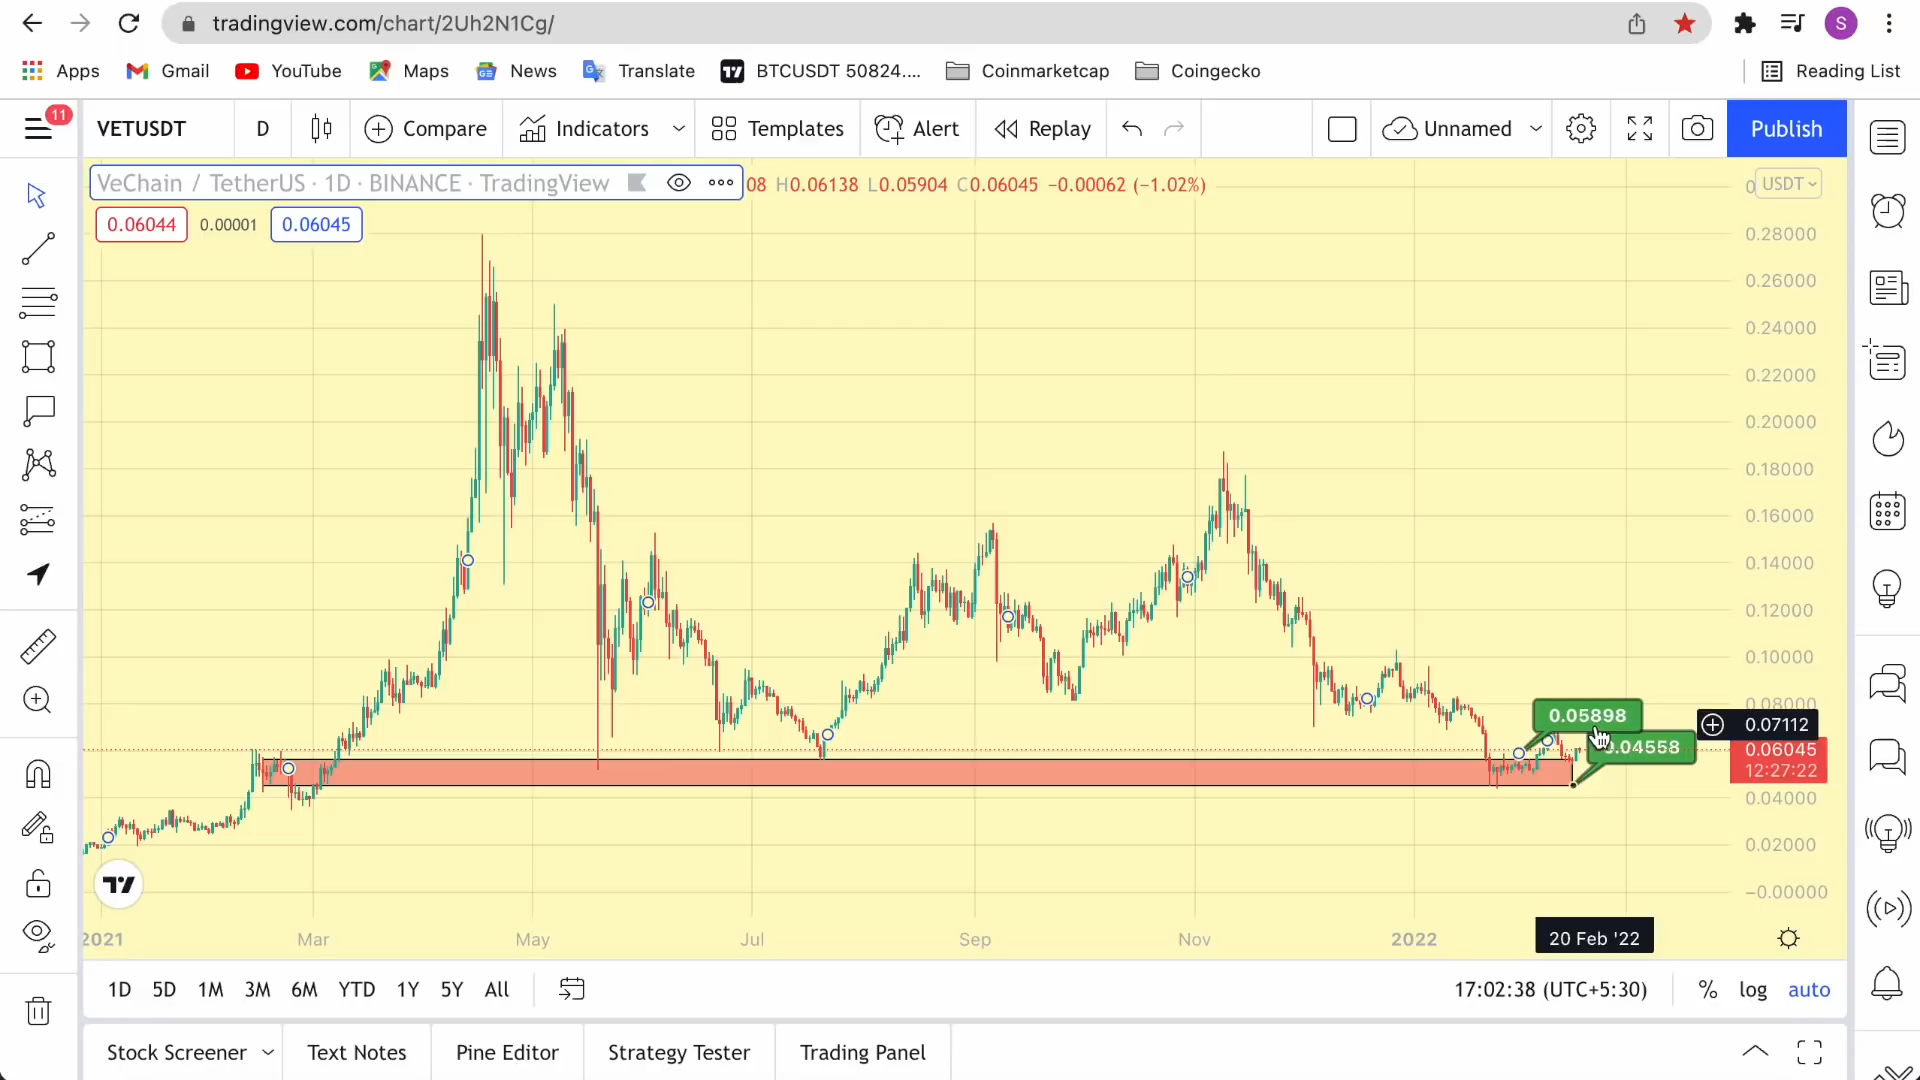 tradingview.com/chart/2Uh2N1Cg/
S
Apps Gmail YouTube Maps News Translate BTCUSDT 50824.... Coinmarketcap Coingecko Reading List
11
VETUSDT D Compare Indicators Templates Alert Replay Unnamed Publish
VeChain / TetherUS · 1D · BINANCE · TradingView 08 H0.06138 L0.05904 C0.06045 −0.00062 (−1.02%)
USDT
0.06044 0.00001 0.06045
0.28000
0.26000
0.24000
0.22000
0.20000
0.18000
0.16000
0.14000
0.12000
0.10000
0.08000
0.05898
0.07112
0.04558
0.06045
12:27:22
0.04000
0.02000
−0.00000
2021 Mar May Jul Sep Nov 2022 20 Feb '22
1D 5D 1M 3M 6M YTD 1Y 5Y All 17:02:38 (UTC+5:30) % log auto
Stock Screener Text Notes Pine Editor Strategy Tester Trading Panel